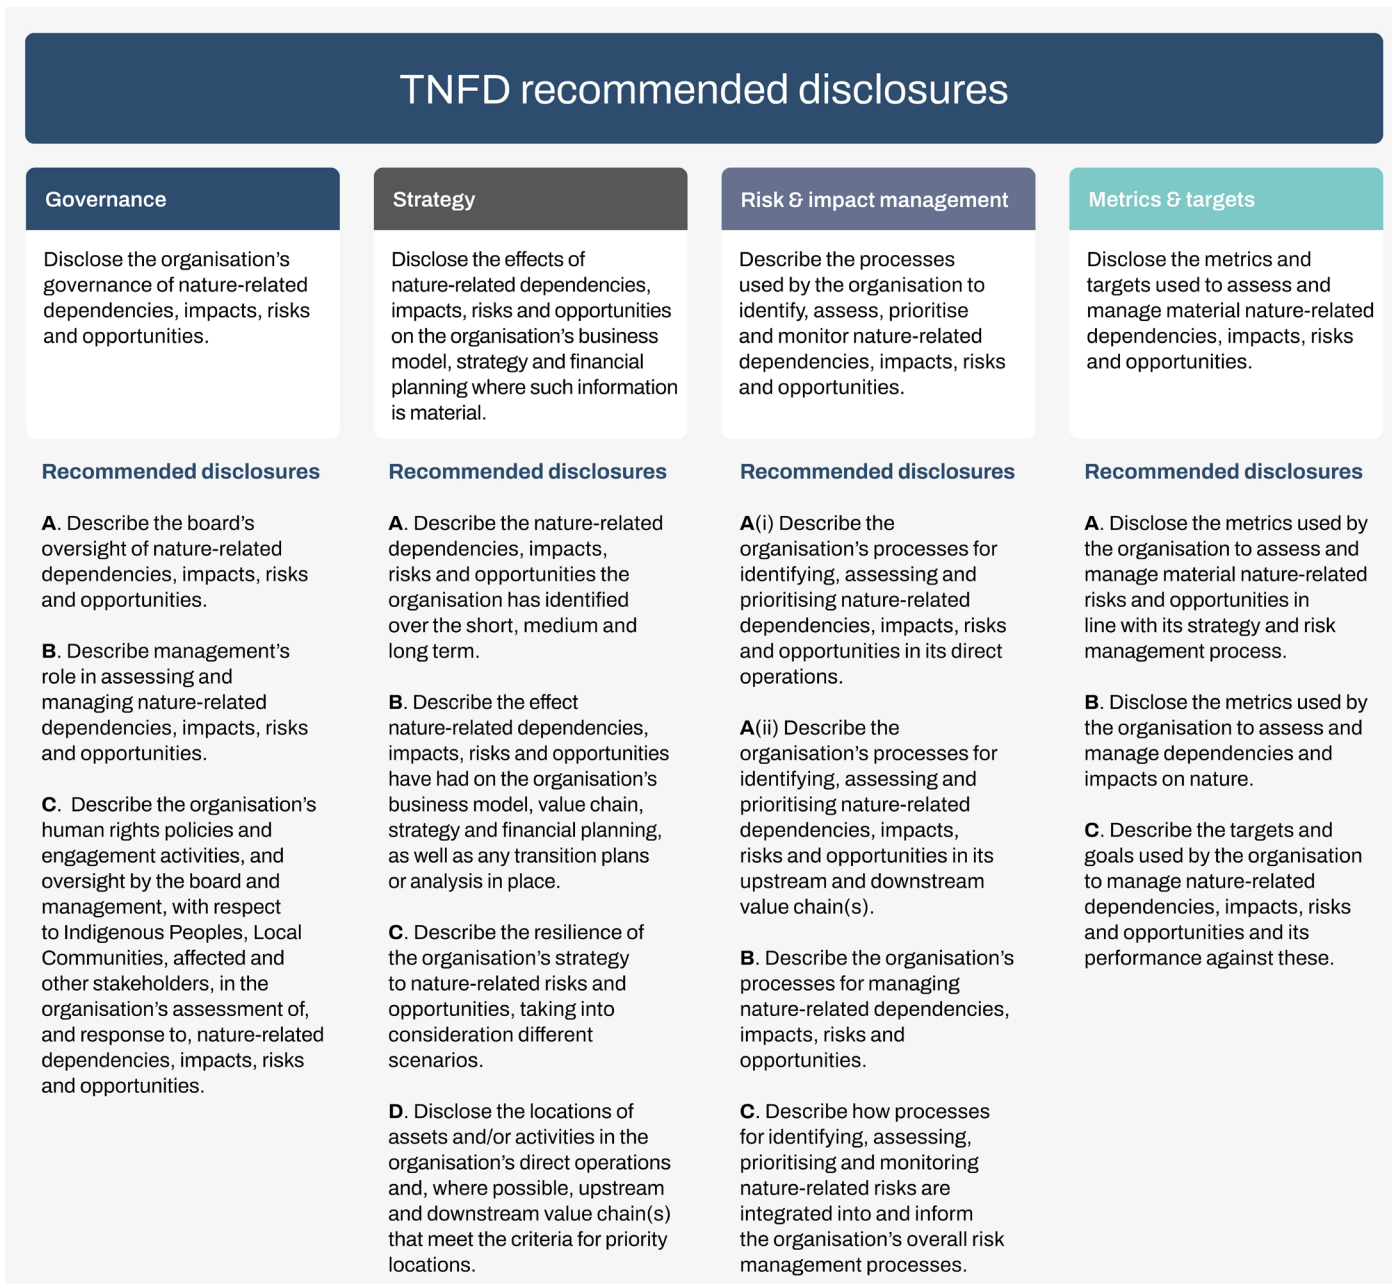 TNFD recommended disclosures
Governance
Disclose the organisation’s
governance of nature-related
dependencies, impacts, risks
and opportunities.
Recommended disclosures
A. Describe the board’s
oversight of nature-related
dependencies, impacts, risks
and opportunities.
B. Describe management’s
role in assessing and
managing nature-related
dependencies, impacts, risks
and opportunities.
C. Describe the organisation’s
human rights policies and
engagement activities, and
oversight by the board and
management, with respect
to Indigenous Peoples, Local
Communities, affected and
other stakeholders, in the
organisation’s assessment of,
and response to, nature-related
dependencies, impacts, risks
and opportunities.
Strategy
Disclose the effects of
nature-related dependencies,
impacts, risks and opportunities
on the organisation’s business
model, strategy and financial
planning where such information
is material.
Recommended disclosures
A. Describe the nature-related
dependencies, impacts,
risks and opportunities the
organisation has identified
over the short, medium and
long term.
B. Describe the effect
nature-related dependencies,
impacts, risks and opportunities
have had on the organisation’s
business model, value chain,
strategy and financial planning,
as well as any transition plans
or analysis in place.
C. Describe the resilience of
the organisation’s strategy
to nature-related risks and
opportunities, taking into
consideration different
scenarios.
D. Disclose the locations of
assets and/or activities in the
organisation’s direct operations
and, where possible, upstream
and downstream value chain(s)
that meet the criteria for priority
locations.
Risk & impact management
Describe the processes
used by the organisation to
identify, assess, prioritise
and monitor nature-related
dependencies, impacts, risks
and opportunities.
Recommended disclosures
A(i) Describe the
organisation’s processes for
identifying, assessing and
prioritising nature-related
dependencies, impacts, risks
and opportunities in its direct
operations.
A(ii) Describe the
organisation’s processes for
identifying, assessing and
prioritising nature-related
dependencies, impacts,
risks and opportunities in its
upstream and downstream
value chain(s).
B. Describe the organisation’s
processes for managing
nature-related dependencies,
impacts, risks and
opportunities.
C. Describe how processes
for identifying, assessing,
prioritising and monitoring
nature-related risks are
integrated into and inform
the organisation’s overall risk
management processes.
Metrics & targets
Disclose the metrics and
targets used to assess and
manage material nature-related
dependencies, impacts, risks
and opportunities.
Recommended disclosures
A. Disclose the metrics used by
the organisation to assess and
manage material nature-related
risks and opportunities in
line with its strategy and risk
management process.
B. Disclose the metrics used by
the organisation to assess and
manage dependencies and
impacts on nature.
C. Describe the targets and
goals used by the organisation
to manage nature-related
dependencies, impacts, risks
and opportunities and its
performance against these.